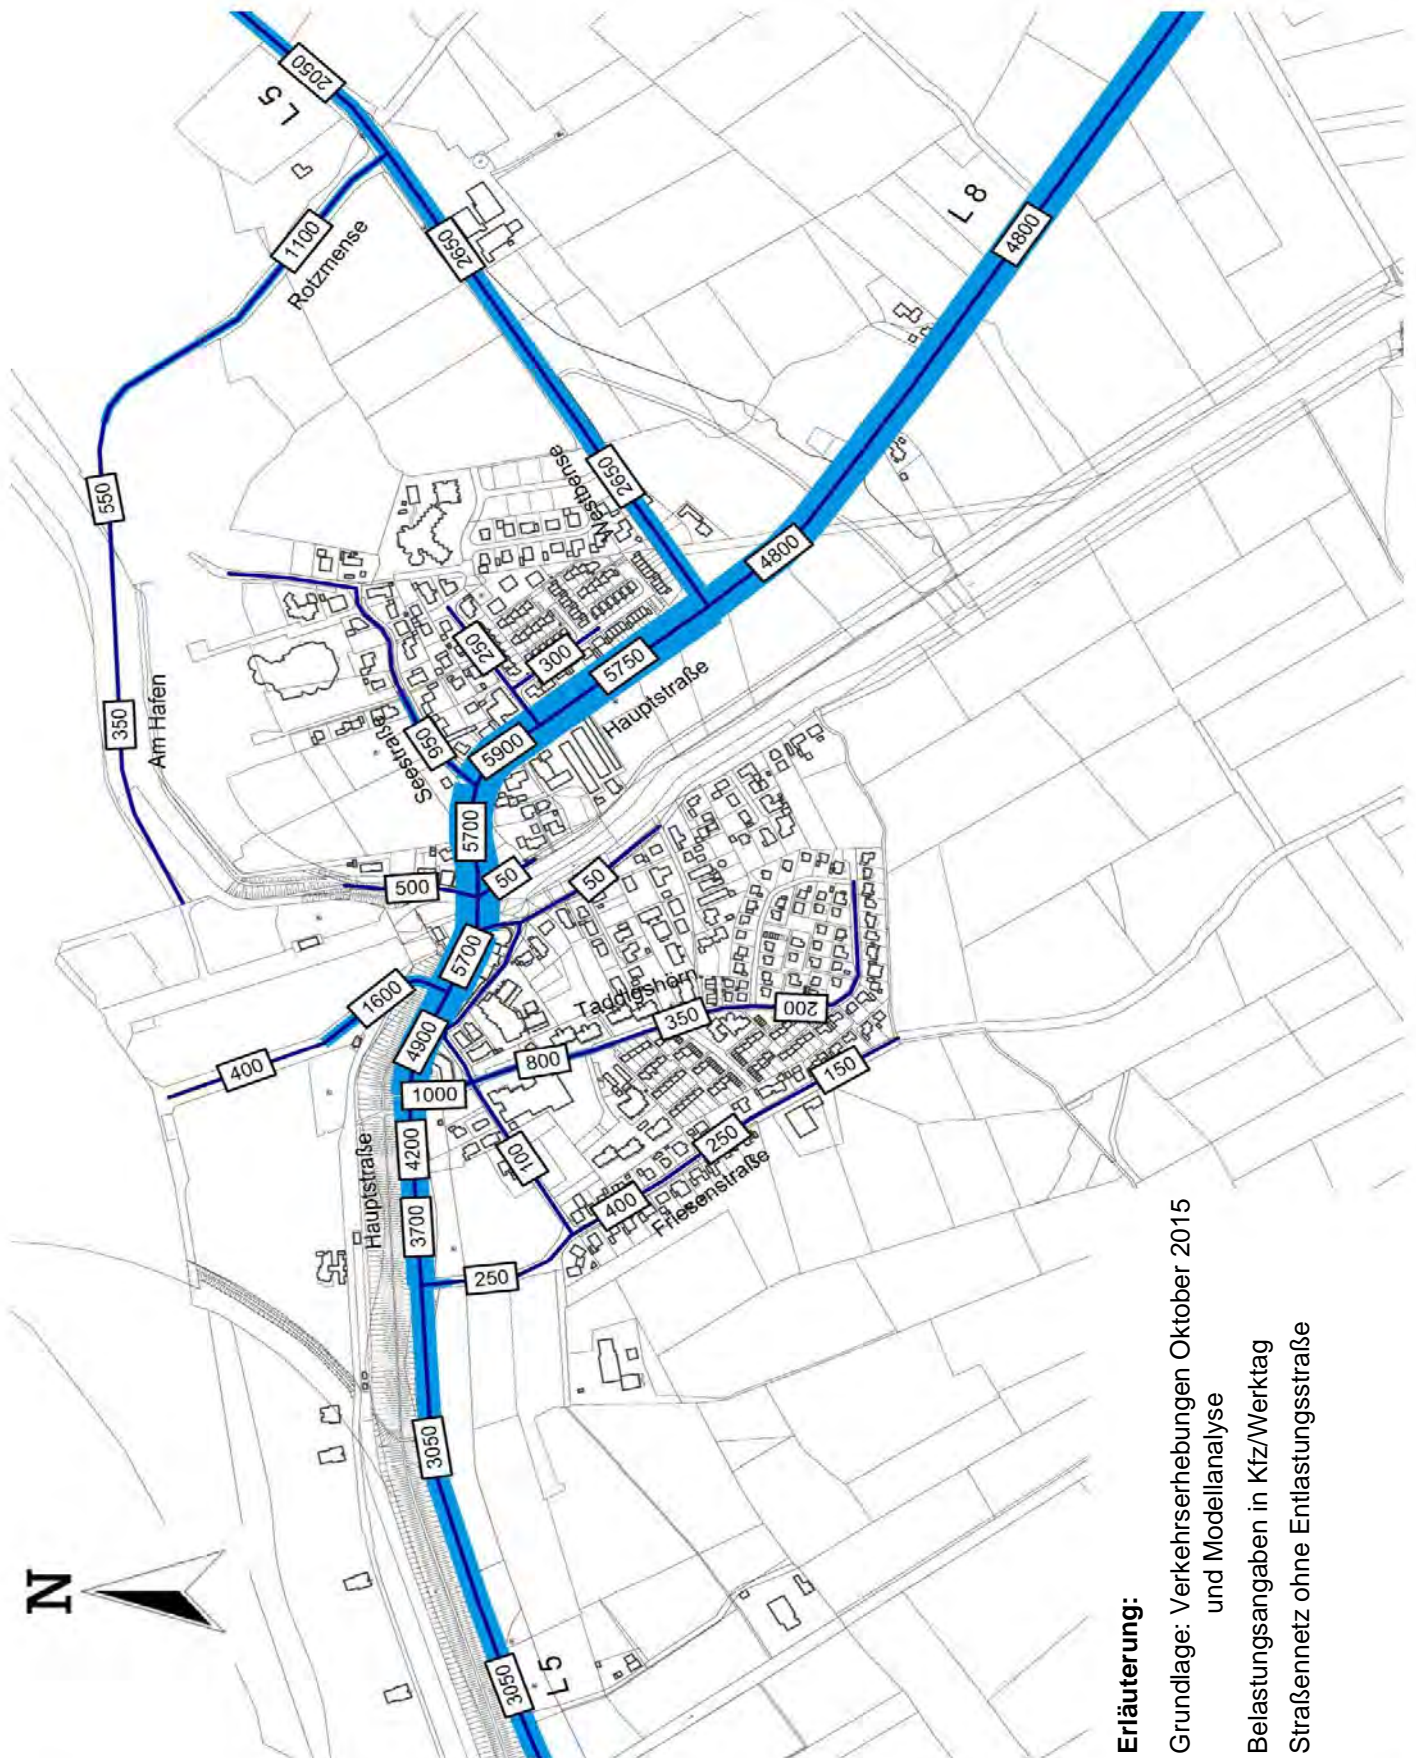 N
2050
L 5
1100
Rotzmense
2650
L 8
4800
550
Westbense
2650
4800
350
Am Hafen
250
300
5750
Hauptstraße
Seestraße
950
5900
5700
500
50
50
5700
1600
4900
400
Taddigshörn
350
200
800
1000
150
Hauptstraße
4200
100
250
3700
400
Friesenstraße
250
3050
3050
L 5
Erläuterung:
Grundlage: Verkehrserhebungen Oktober 2015
und Modellanalyse
Belastungsangaben in Kfz/Werktag
Straßennetz ohne Entlastungsstraße